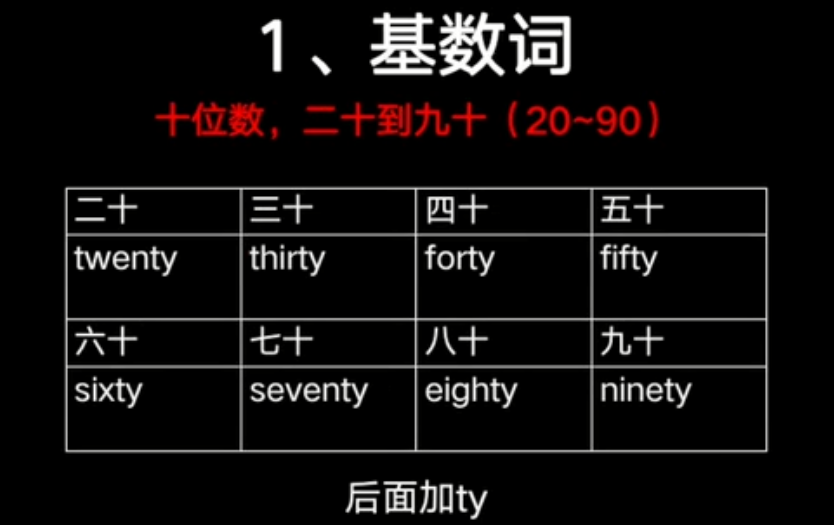 1、基数词
十位数，二十到九十（20~90）
二十 三十 四十 五十
twenty thirty forty fifty
六十 七十 八十 九十
sixty seventy eighty ninety
后面加ty